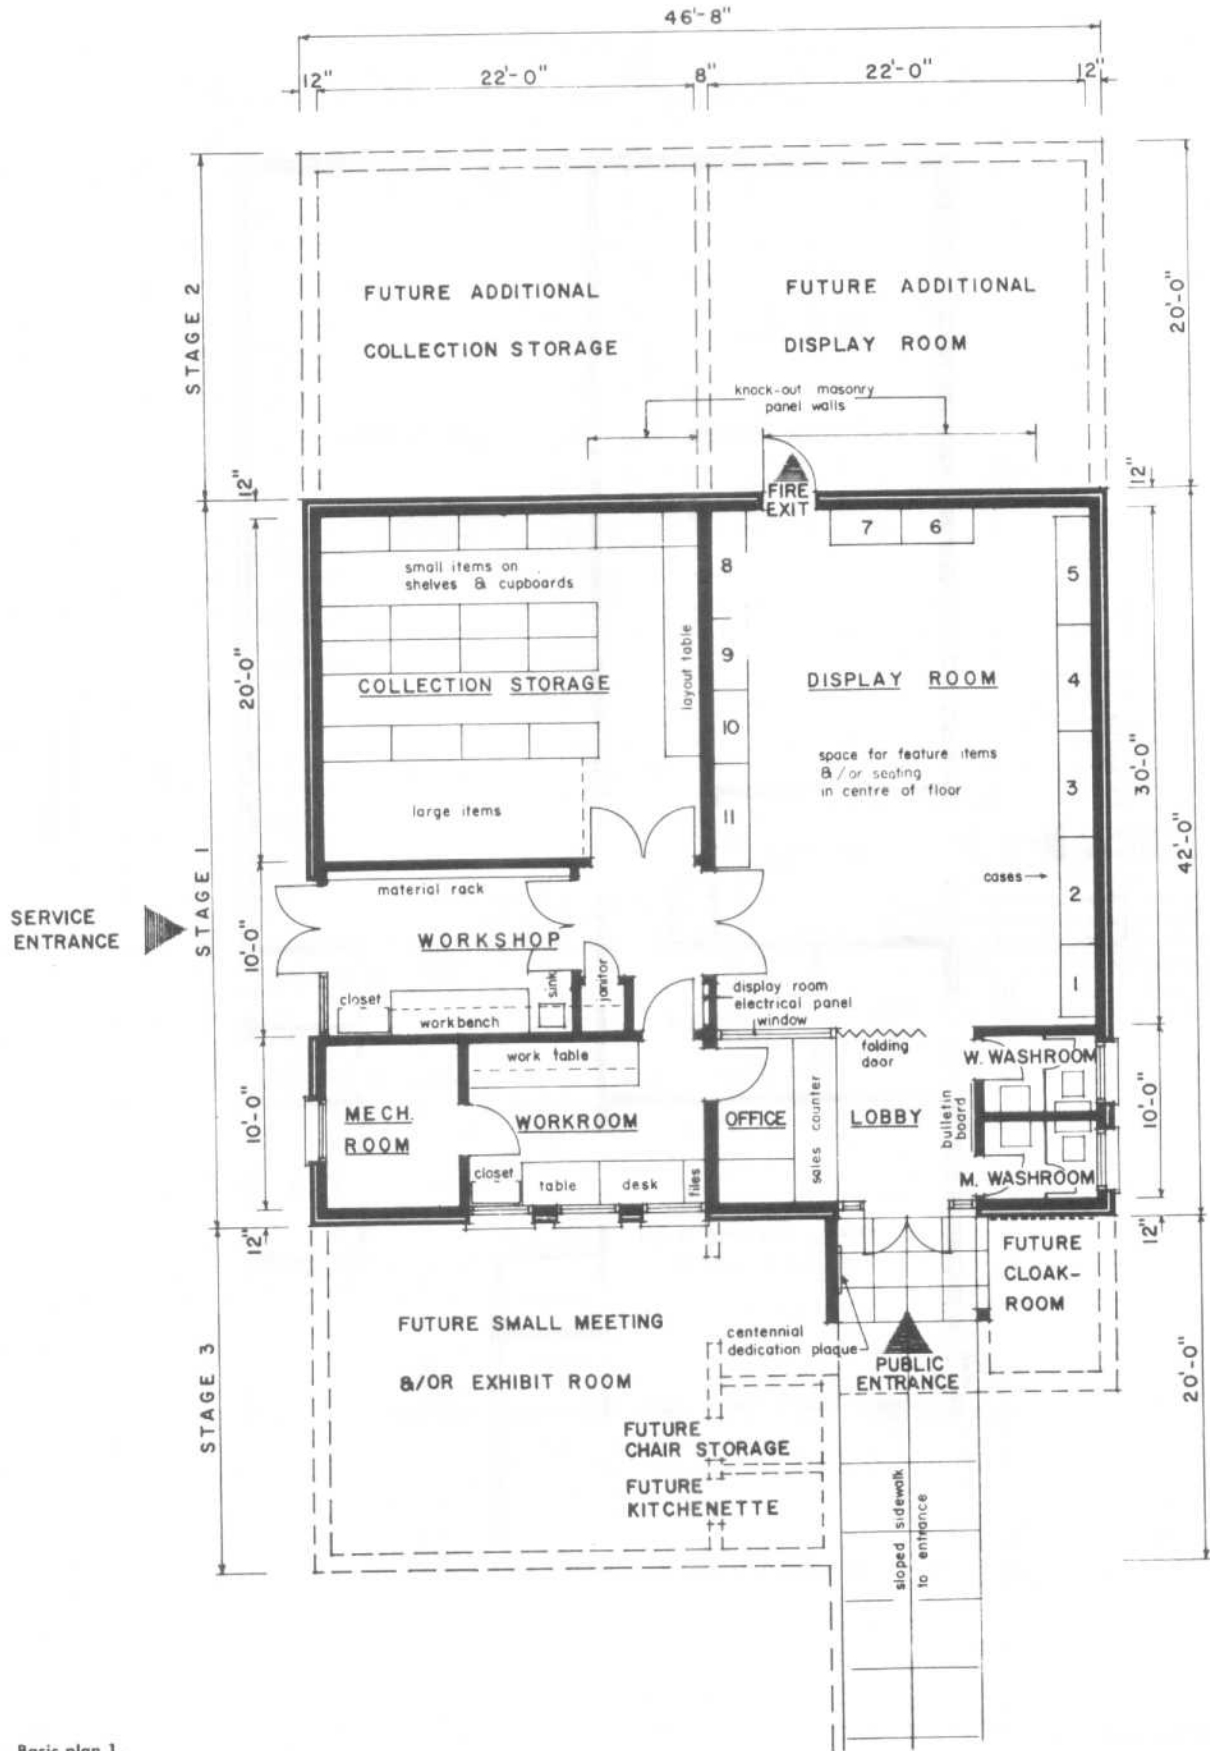 46'-8"
12"
22'-0"
8"
22'-0"
12"
STAGE 2
20'-0"
FUTURE ADDITIONAL
COLLECTION STORAGE
FUTURE ADDITIONAL
DISPLAY ROOM
knock-out masonry
panel walls
12"
12"
FIRE
EXIT
7
6
8
5
small items on
shelves & cupboards
20'-0"
layout table
9
4
COLLECTION STORAGE
DISPLAY ROOM
10
space for feature items
&/or seating
in centre of floor
3
30'-0"
42'-0"
large items
11
STAGE 1
cases
2
material rack
SERVICE
ENTRANCE
10'-0"
WORKSHOP
sink
janitor
closet
workbench
display room
electrical panel
window
1
work table
folding
door
W. WASHROOM
10'-0"
MECH.
ROOM
WORKROOM
OFFICE
sales counter
LOBBY
bulletin
board
10'-0"
closet
table
desk
files
M. WASHROOM
12"
12"
FUTURE
CLOAK-
ROOM
STAGE 3
FUTURE SMALL MEETING
&/OR EXHIBIT ROOM
centennial
dedication plaque
PUBLIC
ENTRANCE
20'-0"
FUTURE
CHAIR STORAGE
FUTURE
KITCHENETTE
sloped sidewalk
to entrance
Basic plan 1